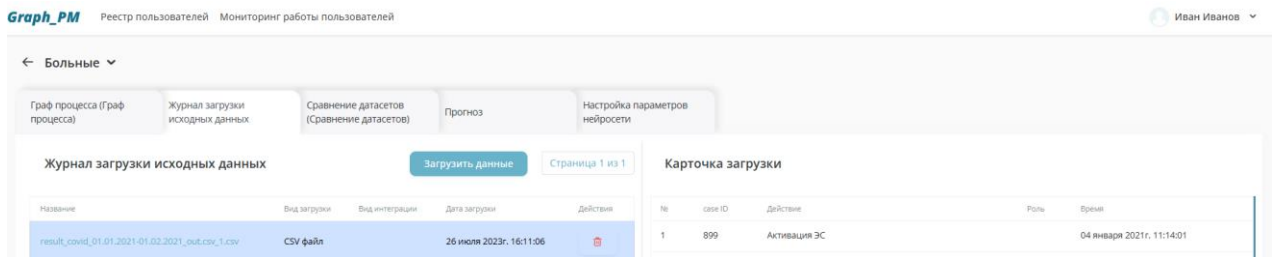 Graph_PM Реестр пользователей Мониторинг работы пользователей Иван Иванов
← Больные
Граф процесса (Граф процесса)
Журнал загрузки исходных данных
Сравнение датасетов (Сравнение датасетов)
Прогноз
Настройка параметров нейросети
Журнал загрузки исходных данных Загрузить данные Страница 1 из 1
Название Вид загрузки Вид интеграции Дата загрузки Действия
result_covid_01.01.2021-01.02.2021_out.csv_1.csv CSV файл 26 июля 2023г. 16:11:06
Карточка загрузки
№ case ID Действие Роль Время
1 899 Активация ЭС 04 января 2021г, 11:14:01